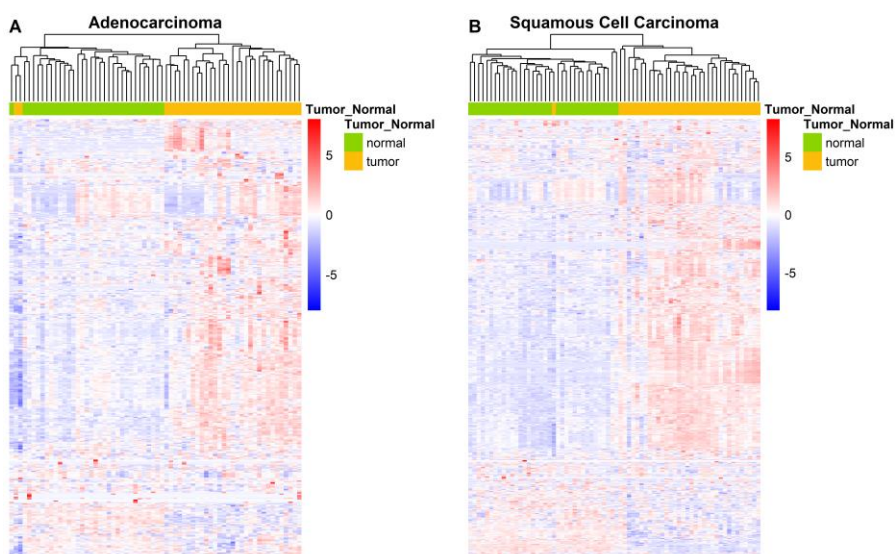 A
Adenocarcinoma
Tumor_Normal
Tumor_Normal
normal
tumor
5
0
-5
B
Squamous Cell Carcinoma
Tumor_Normal
Tumor_Normal
normal
tumor
5
0
-5